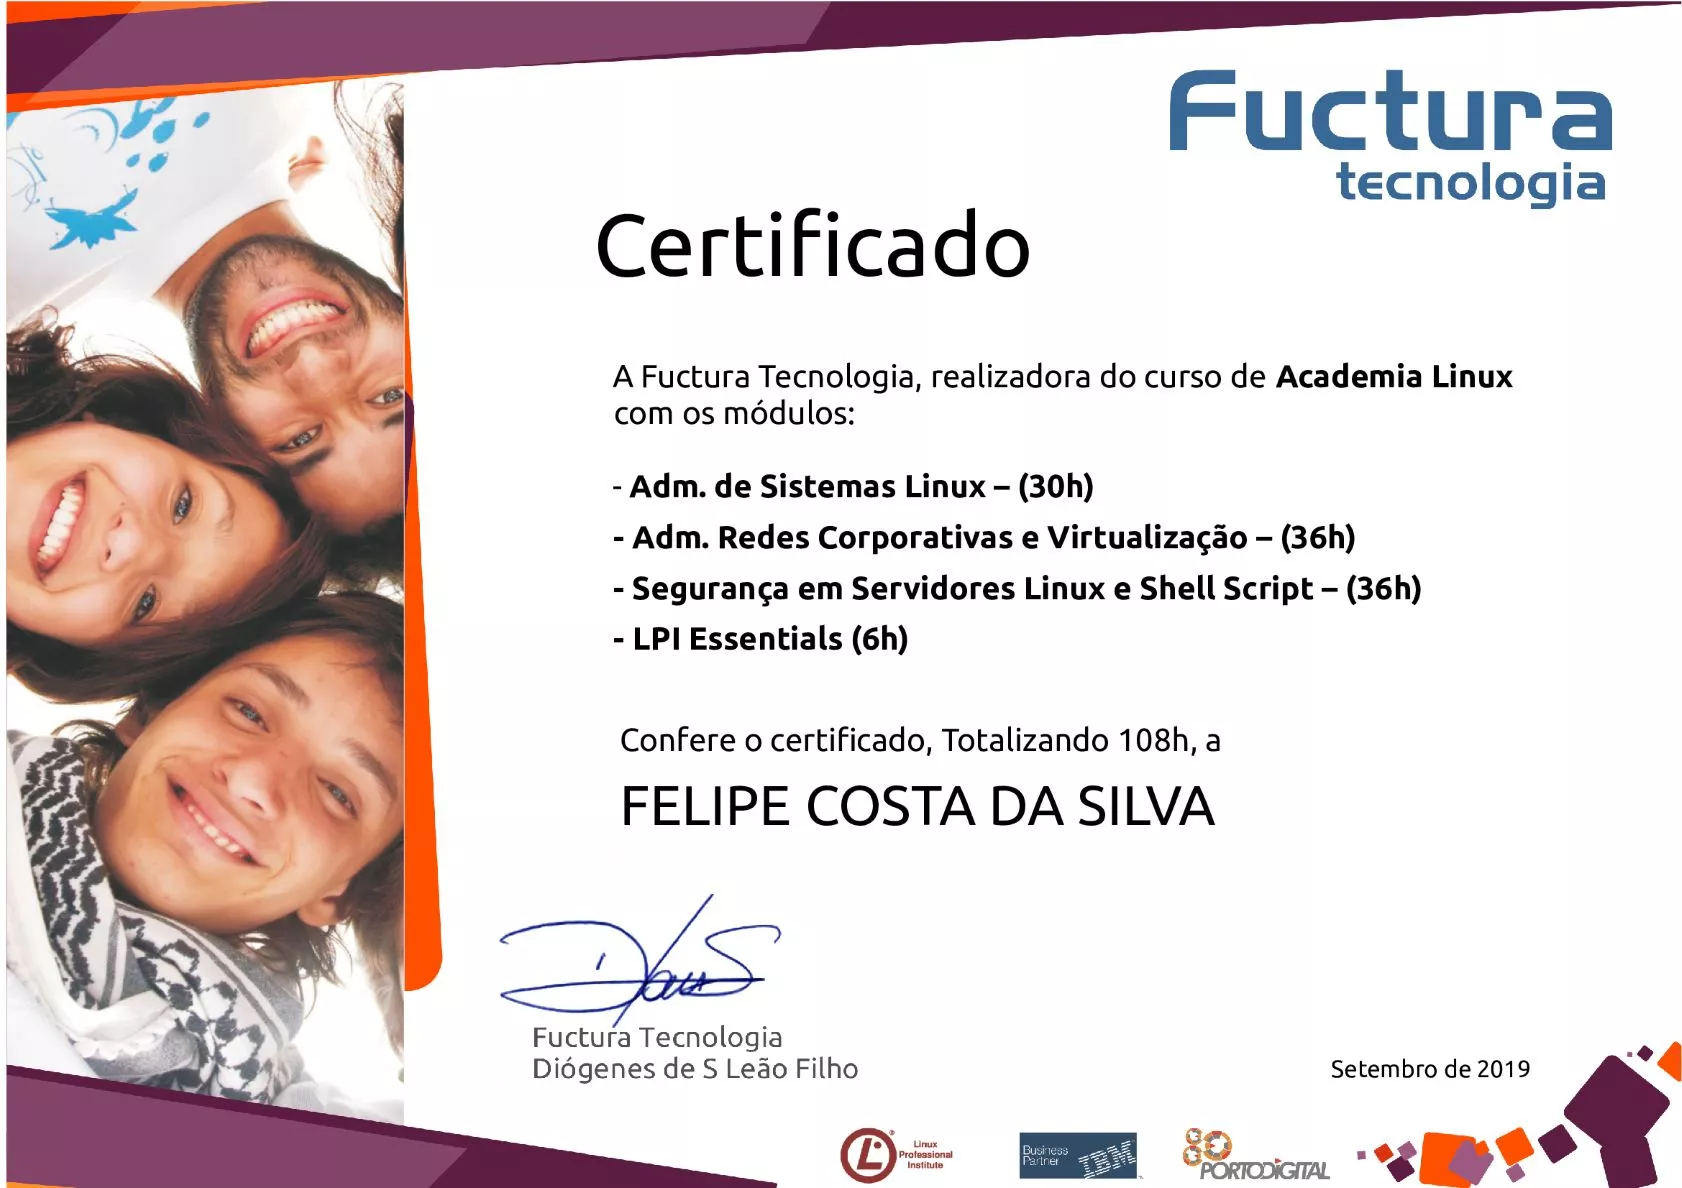 Fuctura
tecnologia
Certificado
A Fuctura Tecnologia, realizadora do curso de Academia Linux
com os módulos:
- Adm. de Sistemas Linux – (30h)
- Adm. Redes Corporativas e Virtualização – (36h)
- Segurança em Servidores Linux e Shell Script – (36h)
- LPI Essentials (6h)
Confere o certificado, Totalizando 108h, a
FELIPE COSTA DA SILVA
Fuctura Tecnologia
Diógenes de S Leão Filho
Setembro de 2019
Linux
Professional
Institute
Business
Partner
IBM
PORTODIGITAL